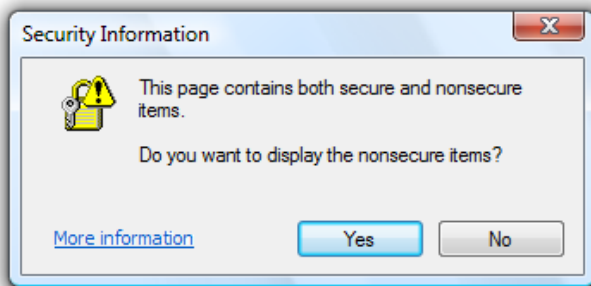 Security Information
This page contains both secure and nonsecure
items.
Do you want to display the nonsecure items?
More information
Yes
No